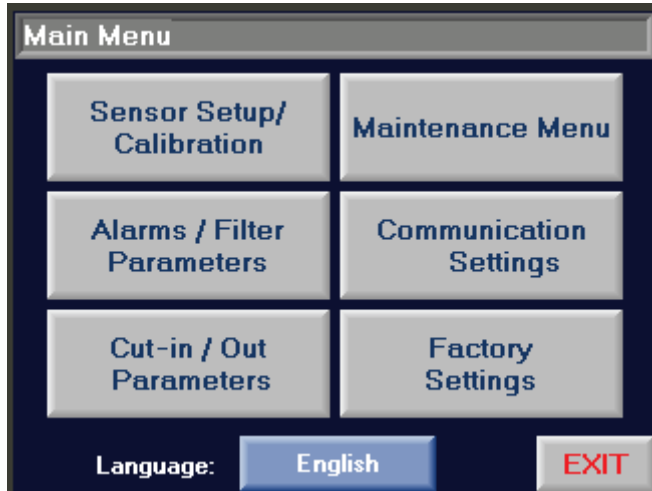 Main Menu
Sensor Setup/
Calibration
Maintenance Menu
Alarms / Filter
Parameters
Communication
Settings
Cut-in / Out
Parameters
Factory
Settings
Language:
English
EXIT